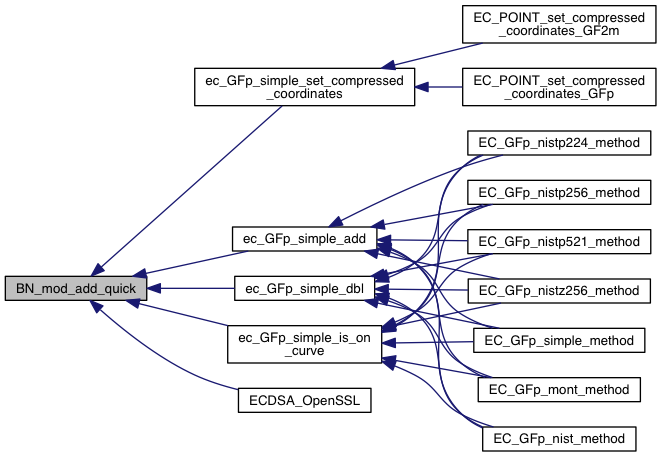 EC_POINT_set_compressed
_coordinates_GF2m
ec_GFp_simple_set_compressed
_coordinates
EC_POINT_set_compressed
_coordinates_GFp
EC_GFp_nistp224_method
EC_GFp_nistp256_method
ec_GFp_simple_add
EC_GFp_nistp521_method
BN_mod_add_quick
ec_GFp_simple_dbl
EC_GFp_nistz256_method
ec_GFp_simple_is_on
_curve
EC_GFp_simple_method
EC_GFp_mont_method
ECDSA_OpenSSL
EC_GFp_nist_method